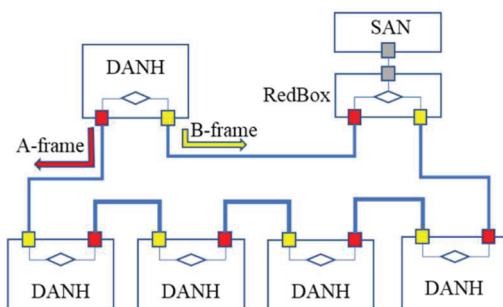 SAN
DANH
RedBox
A-frame
B-frame
DANH
DANH
DANH
DANH